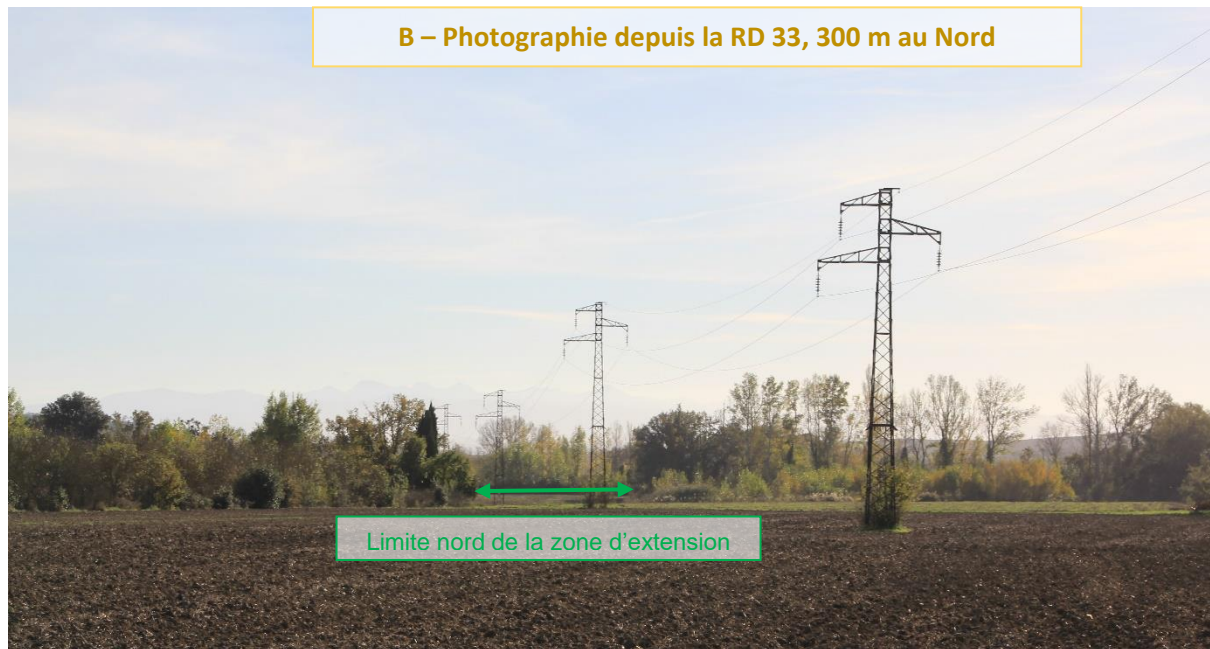 B – Photographie depuis la RD 33, 300 m au Nord
Limite nord de la zone d’extension